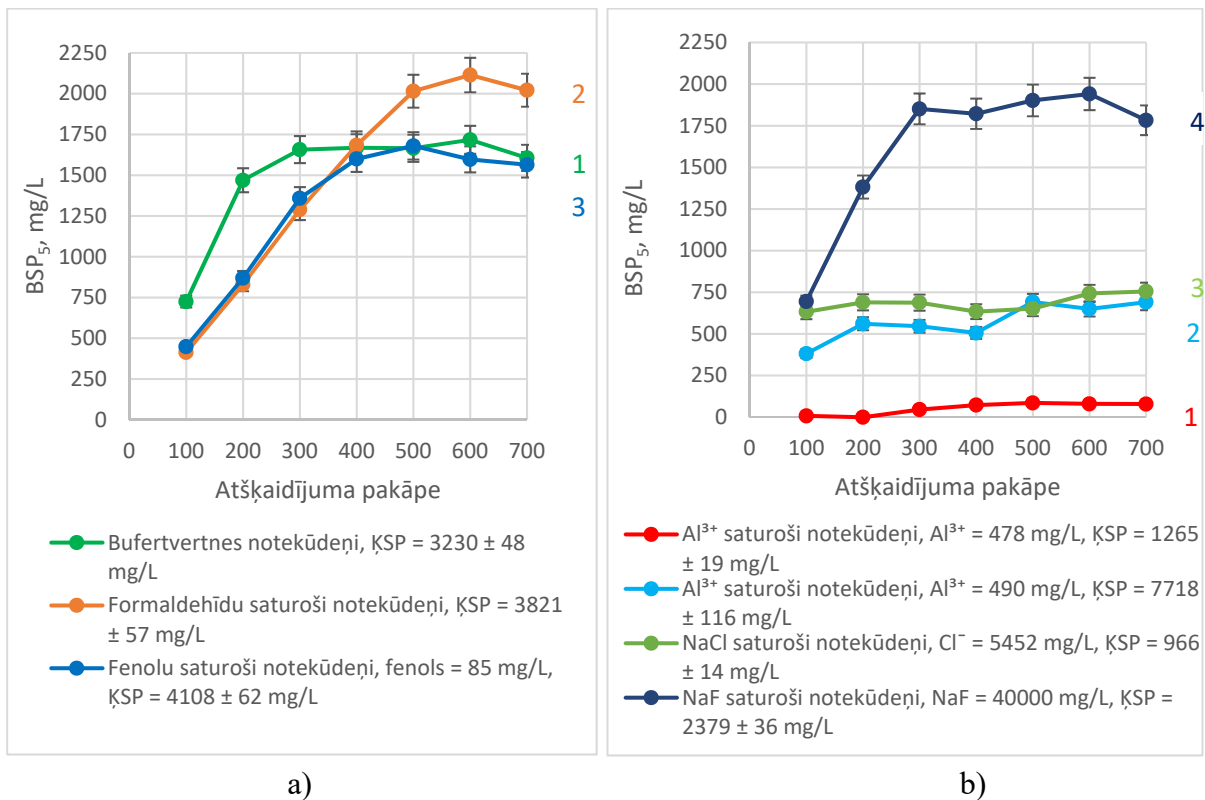 2250
2000
1750
1500
1250
1000
750
500
250
0
BSP₅, mg/L
0 100 200 300 400 500 600 700
Atšķaidījuma pakāpe
2
1
3
Bufertvertnes notekūdeņi, ĶSP = 3230 ± 48
mg/L
Formaldehīdu saturoši notekūdeņi, ĶSP = 3821
± 57 mg/L
Fenolu saturoši notekūdeņi, fenols = 85 mg/L,
ĶSP = 4108 ± 62 mg/L
a)
2250
2000
1750
1500
1250
1000
750
500
250
0
BSP₅, mg/L
0 100 200 300 400 500 600 700
Atšķaidījuma pakāpe
4
3
2
1
Al³⁺ saturoši notekūdeņi, Al³⁺ = 478 mg/L, ĶSP = 1265
± 19 mg/L
Al³⁺ saturoši notekūdeņi, Al³⁺ = 490 mg/L, ĶSP = 7718
± 116 mg/L
NaCl saturoši notekūdeņi, Cl⁻ = 5452 mg/L, ĶSP = 966
± 14 mg/L
NaF saturoši notekūdeņi, NaF = 40000 mg/L, ĶSP =
2379 ± 36 mg/L
b)